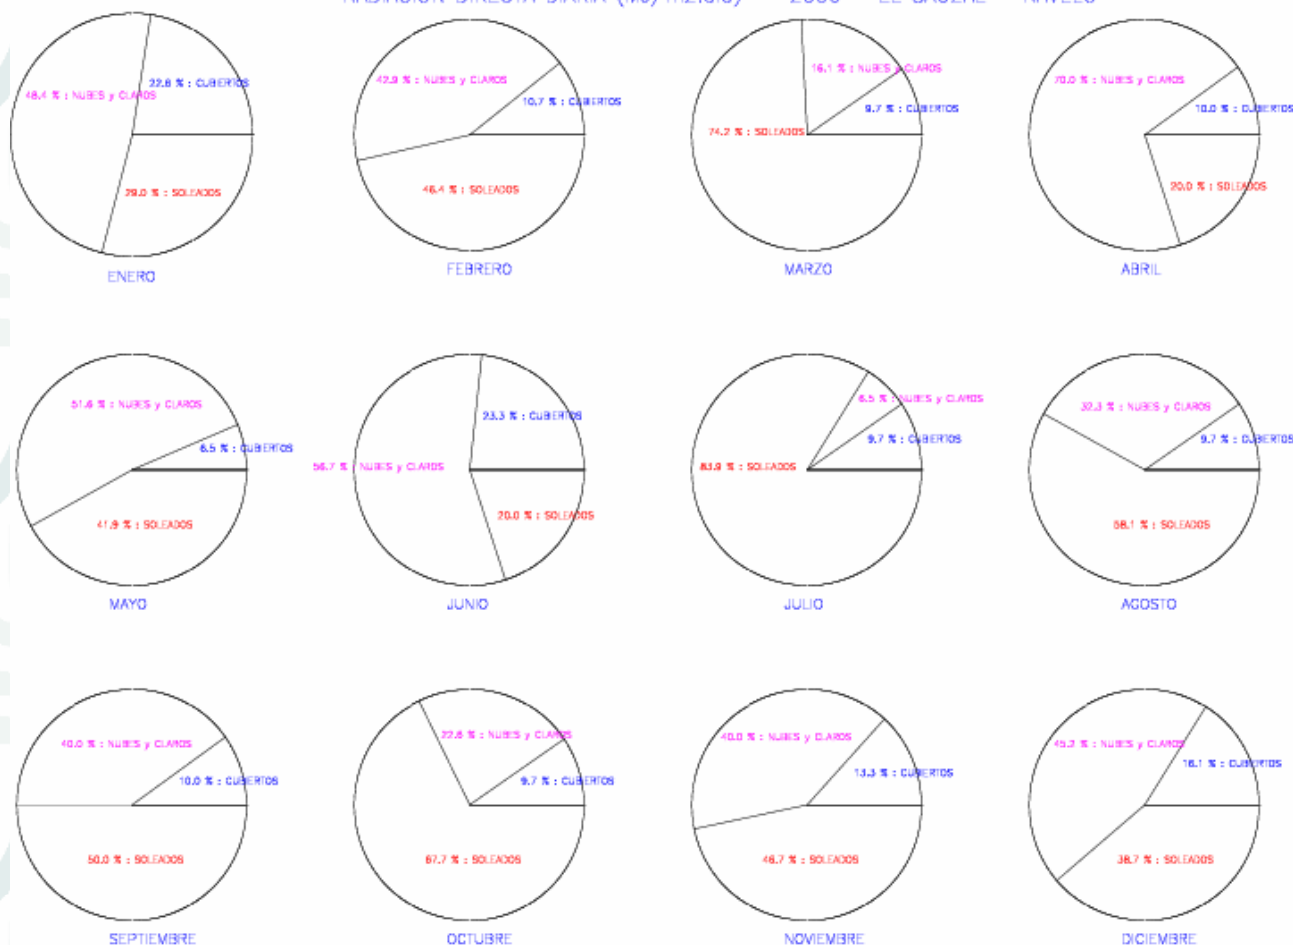 RADIACION DIRECTA DIARIA
48.4 % : NUBES y CLAROS
22.6 % : CUBIERTOS
29.0 % : SOLEADOS
ENERO
42.9 % : NUBES y CLAROS
10.7 % : CUBIERTOS
46.4 % : SOLEADOS
FEBRERO
16.1 % : NUBES y CLAROS
9.7 % : CUBIERTOS
74.2 % : SOLEADOS
MARZO
70.0 % : NUBES y CLAROS
10.0 % : CUBIERTOS
20.0 % : SOLEADOS
ABRIL
51.6 % : NUBES y CLAROS
6.5 % : CUBIERTOS
41.9 % : SOLEADOS
MAYO
23.3 % : CUBIERTOS
56.7 % : NUBES y CLAROS
20.0 % : SOLEADOS
JUNIO
6.5 % : NUBES y CLAROS
9.7 % : CUBIERTOS
83.9 % : SOLEADOS
JULIO
32.3 % : NUBES y CLAROS
9.7 % : CUBIERTOS
58.1 % : SOLEADOS
AGOSTO
40.0 % : NUBES y CLAROS
10.0 % : CUBIERTOS
50.0 % : SOLEADOS
SEPTIEMBRE
22.6 % : NUBES y CLAROS
9.7 % : CUBIERTOS
67.7 % : SOLEADOS
OCTUBRE
40.0 % : NUBES y CLAROS
13.3 % : CUBIERTOS
46.7 % : SOLEADOS
NOVIEMBRE
45.2 % : NUBES y CLAROS
16.1 % : CUBIERTOS
38.7 % : SOLEADOS
DICIEMBRE